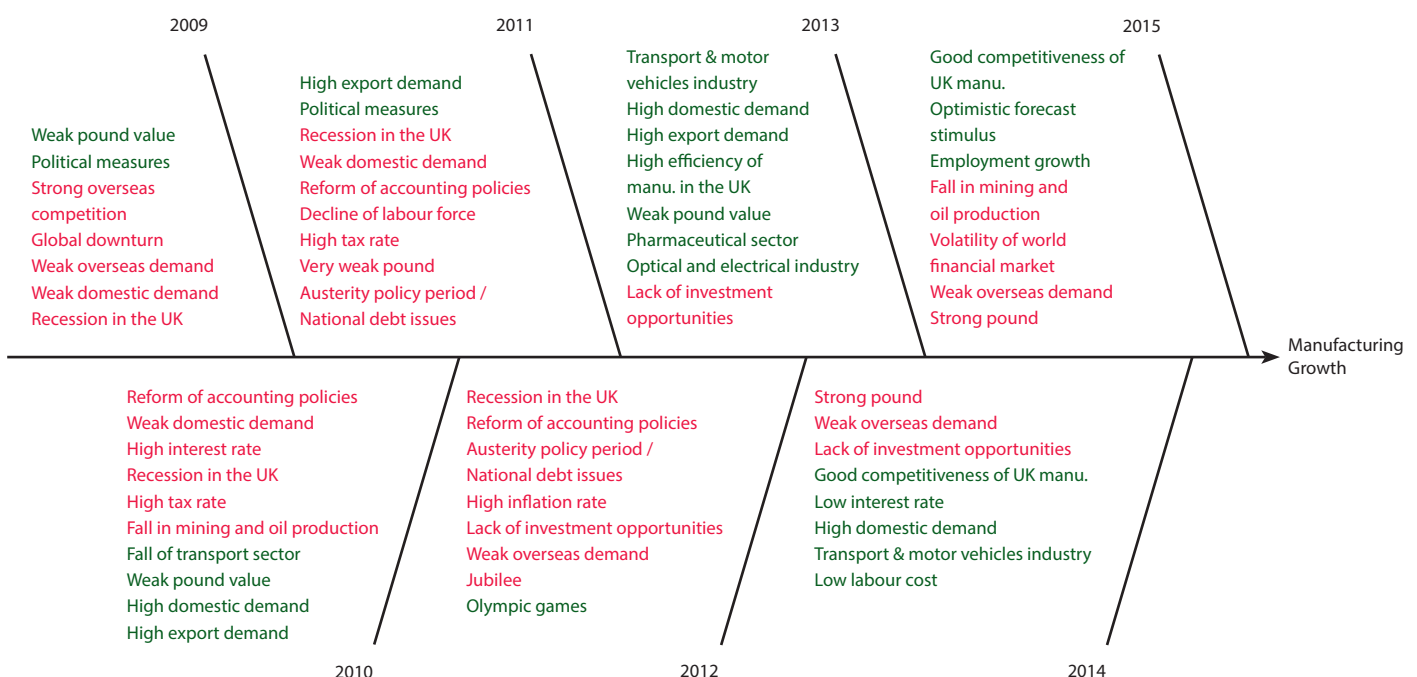 2009
Weak pound value
Political measures
Strong overseas
competition
Global downturn
Weak overseas demand
Weak domestic demand
Recession in the UK
2011
High export demand
Political measures
Recession in the UK
Weak domestic demand
Reform of accounting policies
Decline of labour force
High tax rate
Very weak pound
Austerity policy period /
National debt issues
2013
Transport & motor
vehicles industry
High domestic demand
High export demand
High efficiency of
manu. in the UK
Weak pound value
Pharmaceutical sector
Optical and electrical industry
Lack of investment
opportunities
2015
Good competitiveness of
UK manu.
Optimistic forecast
stimulus
Employment growth
Fall in mining and
oil production
Volatility of world
financial market
Weak overseas demand
Strong pound
Manufacturing
Growth
Reform of accounting policies
Weak domestic demand
High interest rate
Recession in the UK
High tax rate
Fall in mining and oil production
Fall of transport sector
Weak pound value
High domestic demand
High export demand
2010
Recession in the UK
Reform of accounting policies
Austerity policy period /
National debt issues
High inflation rate
Lack of investment opportunities
Weak overseas demand
Jubilee
Olympic games
2012
Strong pound
Weak overseas demand
Lack of investment opportunities
Good competitiveness of UK manu.
Low interest rate
High domestic demand
Transport & motor vehicles industry
Low labour cost
2014